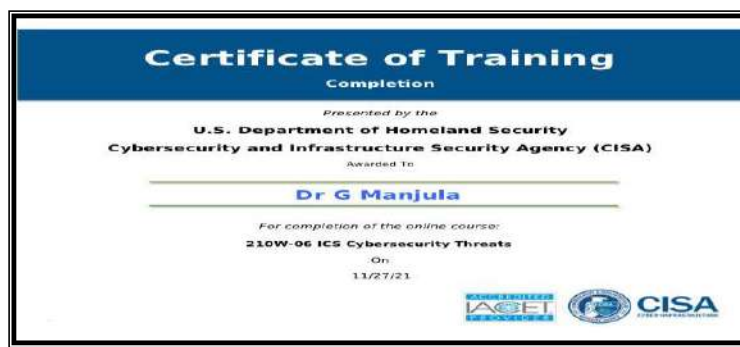 Certificate of Training
Completion
Presented by the
U.S. Department of Homeland Security
Cybersecurity and Infrastructure Security Agency (CISA)
Awarded To
Dr G Manjula
For completion of the online course:
210W-06 ICS Cybersecurity Threats
On
11/27/21
ACCREDITED
IACET
PROVIDER
CISA